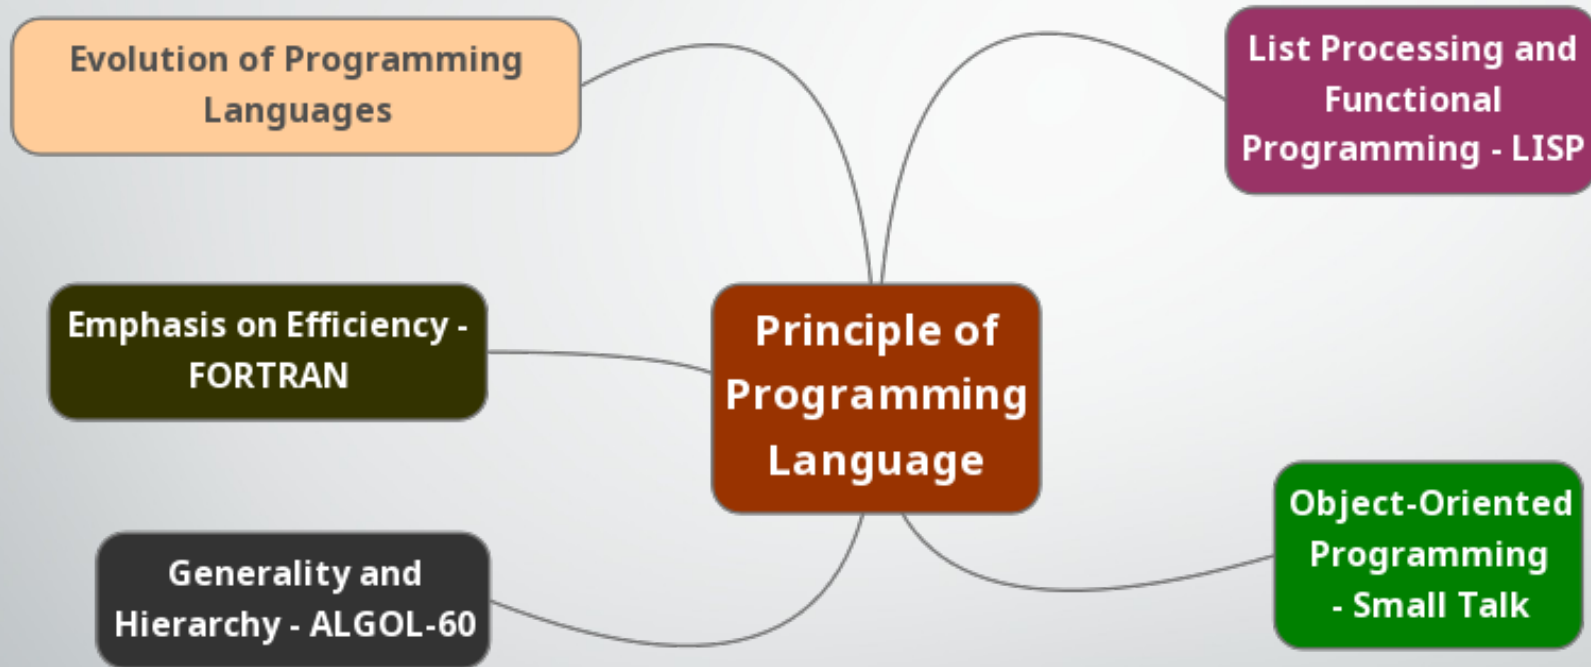 Evolution of Programming
Languages
List Processing and
Functional
Programming - LISP
Emphasis on Efficiency -
FORTRAN
Principle of
Programming
Language
Generality and
Hierarchy - ALGOL-60
Object-Oriented
Programming
- Small Talk